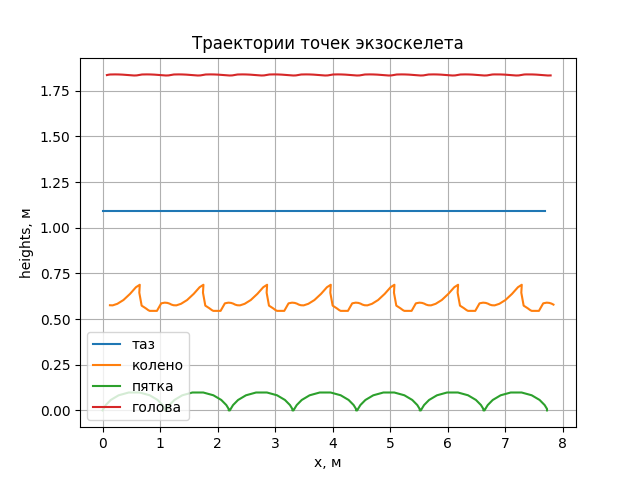 Траектории точек экзоскелета
heights, м
1.75
1.50
1.25
1.00
0.75
0.50
0.25
0.00
таз
колено
пятка
голова
0 1 2 3 4 5 6 7 8
x, м